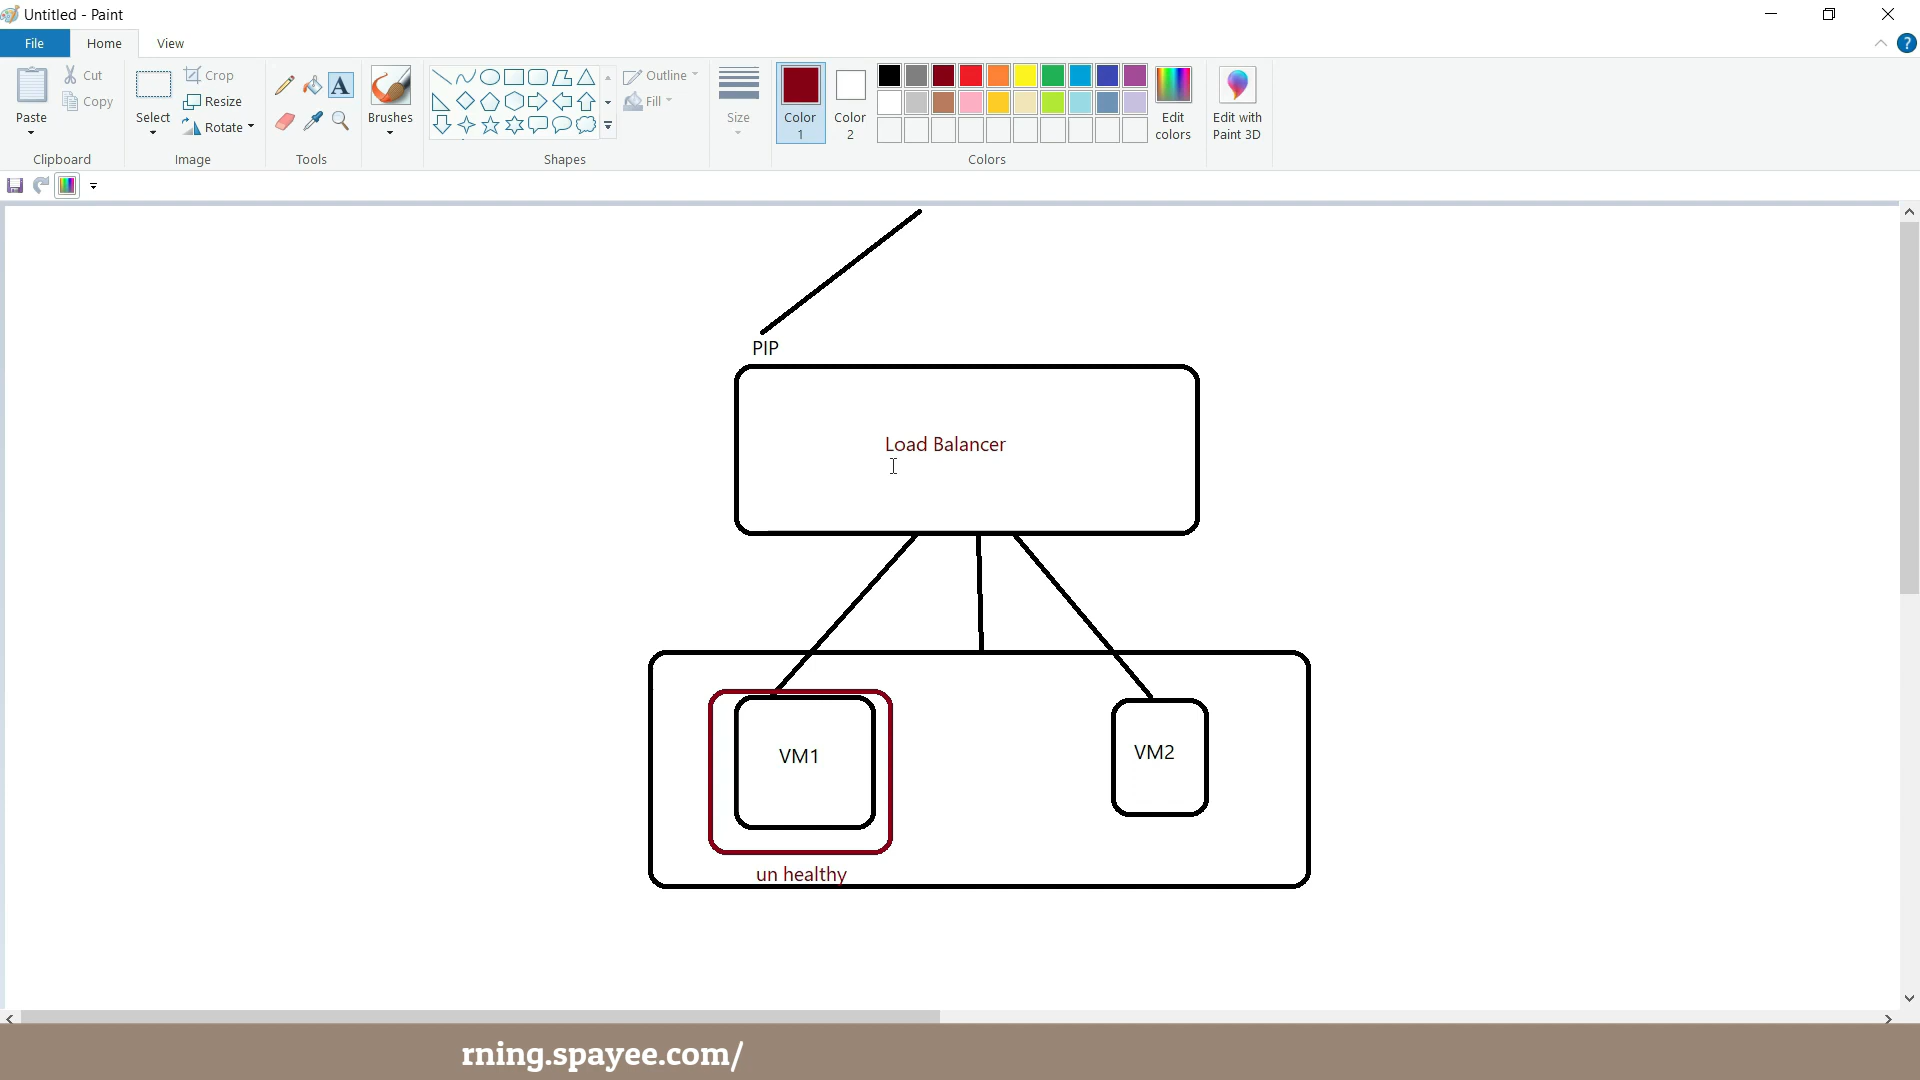 Untitled - Paint
File Home View
Paste
Cut
Copy
Clipboard
Select
Crop
Resize
Rotate
Image
A
Tools
Brushes
Shapes
Outline
Fill
Size
Color 1
Color 2
Colors
Edit colors
Edit with Paint 3D
?
PIP
Load Balancer
VM1
VM2
un healthy
rning.spayee.com/